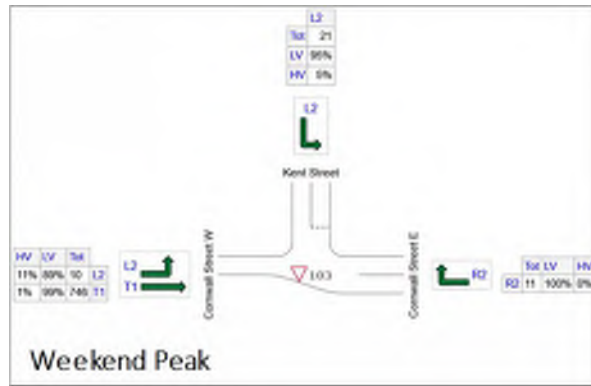 L2
Tot 21
LV 95%
HV 5%
L2
Kent Street
Cornwall Street W
Cornwall Street E
103
HV LV Tot
11% 89% 10 L2
1% 99% 746 T1
L2
T1
R2
Tot LV HV
R2 11 100% 0%
Weekend Peak